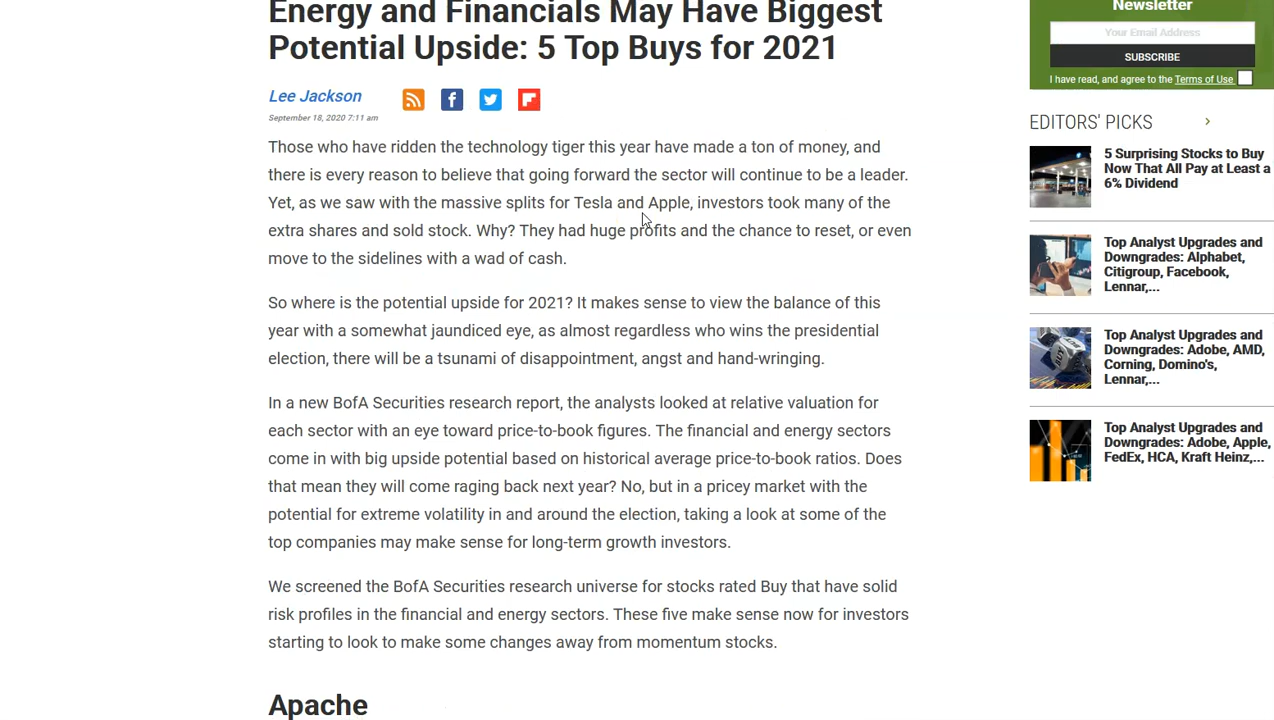 Energy and Financials May Have Biggest
Potential Upside: 5 Top Buys for 2021
Lee Jackson
September 18, 2020 7:11 am
Those who have ridden the technology tiger this year have made a ton of money, and
there is every reason to believe that going forward the sector will continue to be a leader.
Yet, as we saw with the massive splits for Tesla and Apple, investors took many of the
extra shares and sold stock. Why? They had huge profits and the chance to reset, or even
move to the sidelines with a wad of cash.
So where is the potential upside for 2021? It makes sense to view the balance of this
year with a somewhat jaundiced eye, as almost regardless who wins the presidential
election, there will be a tsunami of disappointment, angst and hand-wringing.
In a new BofA Securities research report, the analysts looked at relative valuation for
each sector with an eye toward price-to-book figures. The financial and energy sectors
come in with big upside potential based on historical average price-to-book ratios. Does
that mean they will come raging back next year? No, but in a pricey market with the
potential for extreme volatility in and around the election, taking a look at some of the
top companies may make sense for long-term growth investors.
We screened the BofA Securities research universe for stocks rated Buy that have solid
risk profiles in the financial and energy sectors. These five make sense now for investors
starting to look to make some changes away from momentum stocks.
Apache
Newsletter
Your Email Address
SUBSCRIBE
I have read, and agree to the Terms of Use
EDITORS' PICKS
5 Surprising Stocks to Buy
Now That All Pay at Least a
6% Dividend
Top Analyst Upgrades and
Downgrades: Alphabet,
Citigroup, Facebook,
Lennar,...
Top Analyst Upgrades and
Downgrades: Adobe, AMD,
Corning, Domino's,
Lennar,...
BUY
Top Analyst Upgrades and
Downgrades: Adobe, Apple,
FedEx, HCA, Kraft Heinz,...